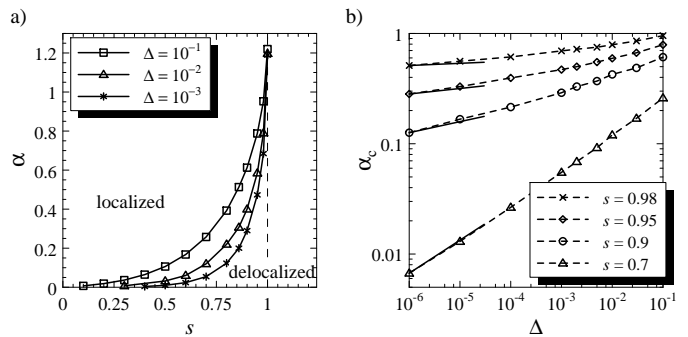 a)
α
1.2
1
0.8
0.6
0.4
0.2
0
Δ = 10⁻¹
Δ = 10⁻²
Δ = 10⁻³
localized
delocalized
0 0.25 0.5 0.75 1
s
b)
α_c
1
0.1
0.01
s = 0.98
s = 0.95
s = 0.9
s = 0.7
10⁻⁶ 10⁻⁵ 10⁻⁴ 10⁻³ 10⁻² 10⁻¹
Δ